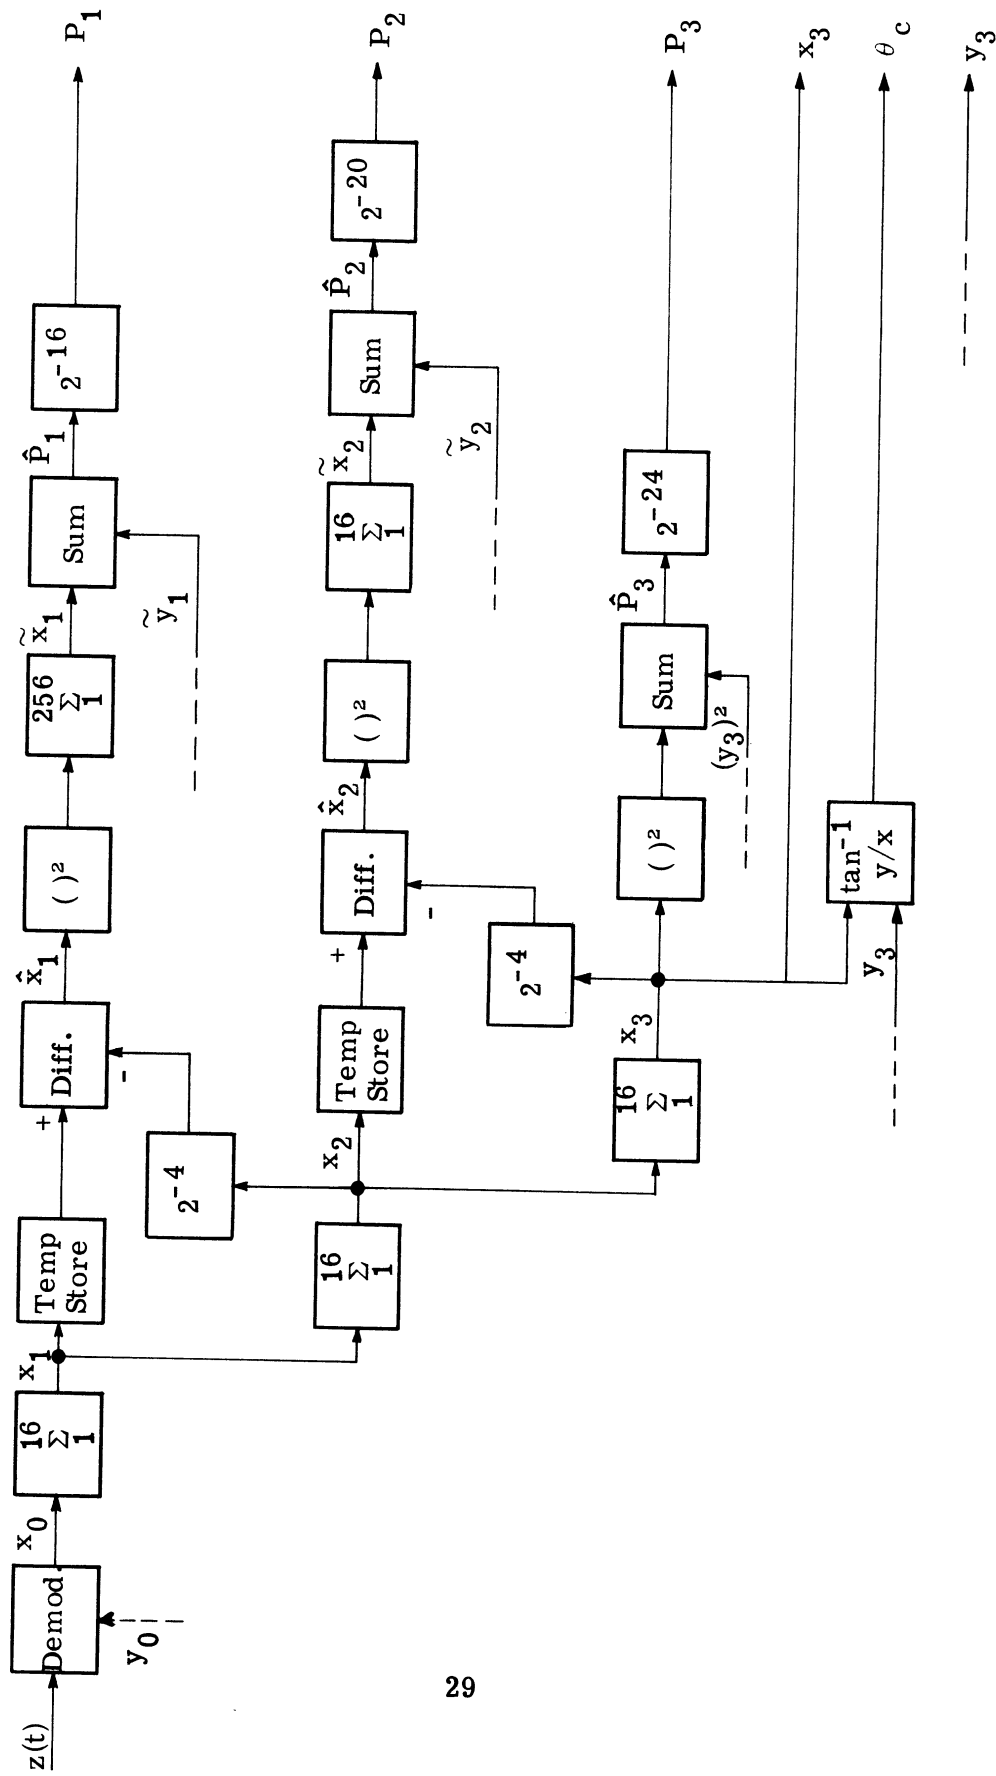 z(t)
Demod.
y₀
x₀
16
Σ
1
x₁
Temp
Store
+
Diff.
-
2⁻⁴
x̂₁
( )²
256
Σ
1
x̃₁
ỹ₁
Sum
P̂₁
2⁻¹⁶
P₁
16
Σ
1
x₂
Temp
Store
+
Diff.
-
2⁻⁴
x̂₂
( )²
16
Σ
1
x̃₂
ỹ₂
Sum
P̂₂
2⁻²⁰
P₂
16
Σ
1
x₃
( )²
(y₃)²
Sum
P̂₃
2⁻²⁴
P₃
x₃
y₃
tan⁻¹
y/x
θ c
y₃
29